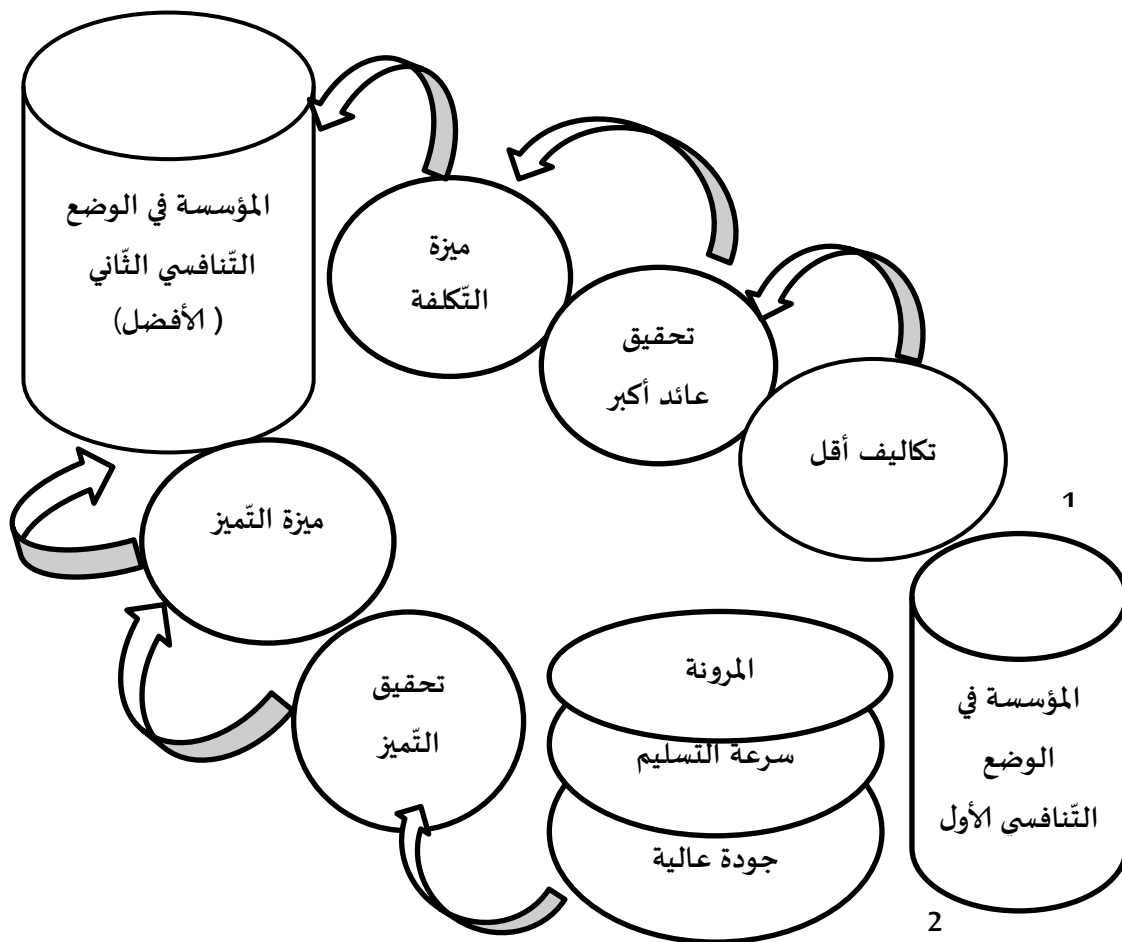 المؤسسة في الوضع
التّنافسي الثّاني
( الأفضل)
ميزة
التّكلفة
تحقيق
عائد أكبر
تكاليف أقل
1
ميزة التّميز
تحقيق
التّميز
المرونة
سرعة التسليم
جودة عالية
المؤسسة في
الوضع
التّنافسي الأول
2